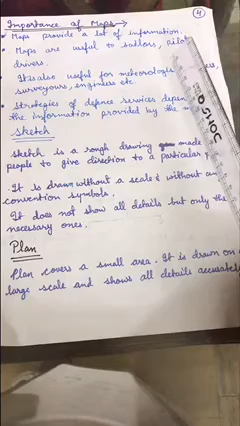 Importance of Maps
4
• Maps provide a lot of information.
• Maps are useful to sailors,
drivers.
It is also useful for
surveyours, engineers etc.
• Strategies of defence services
the information provided by the
Sketch
Sketch is a rough drawing made
people to give direction to a particular
It is drawn without a scale & without
convention symbols.
It does not show all details but only the
necessary ones.
Plan
Plan covers a small area. It is drawn on
large scale and shows all details